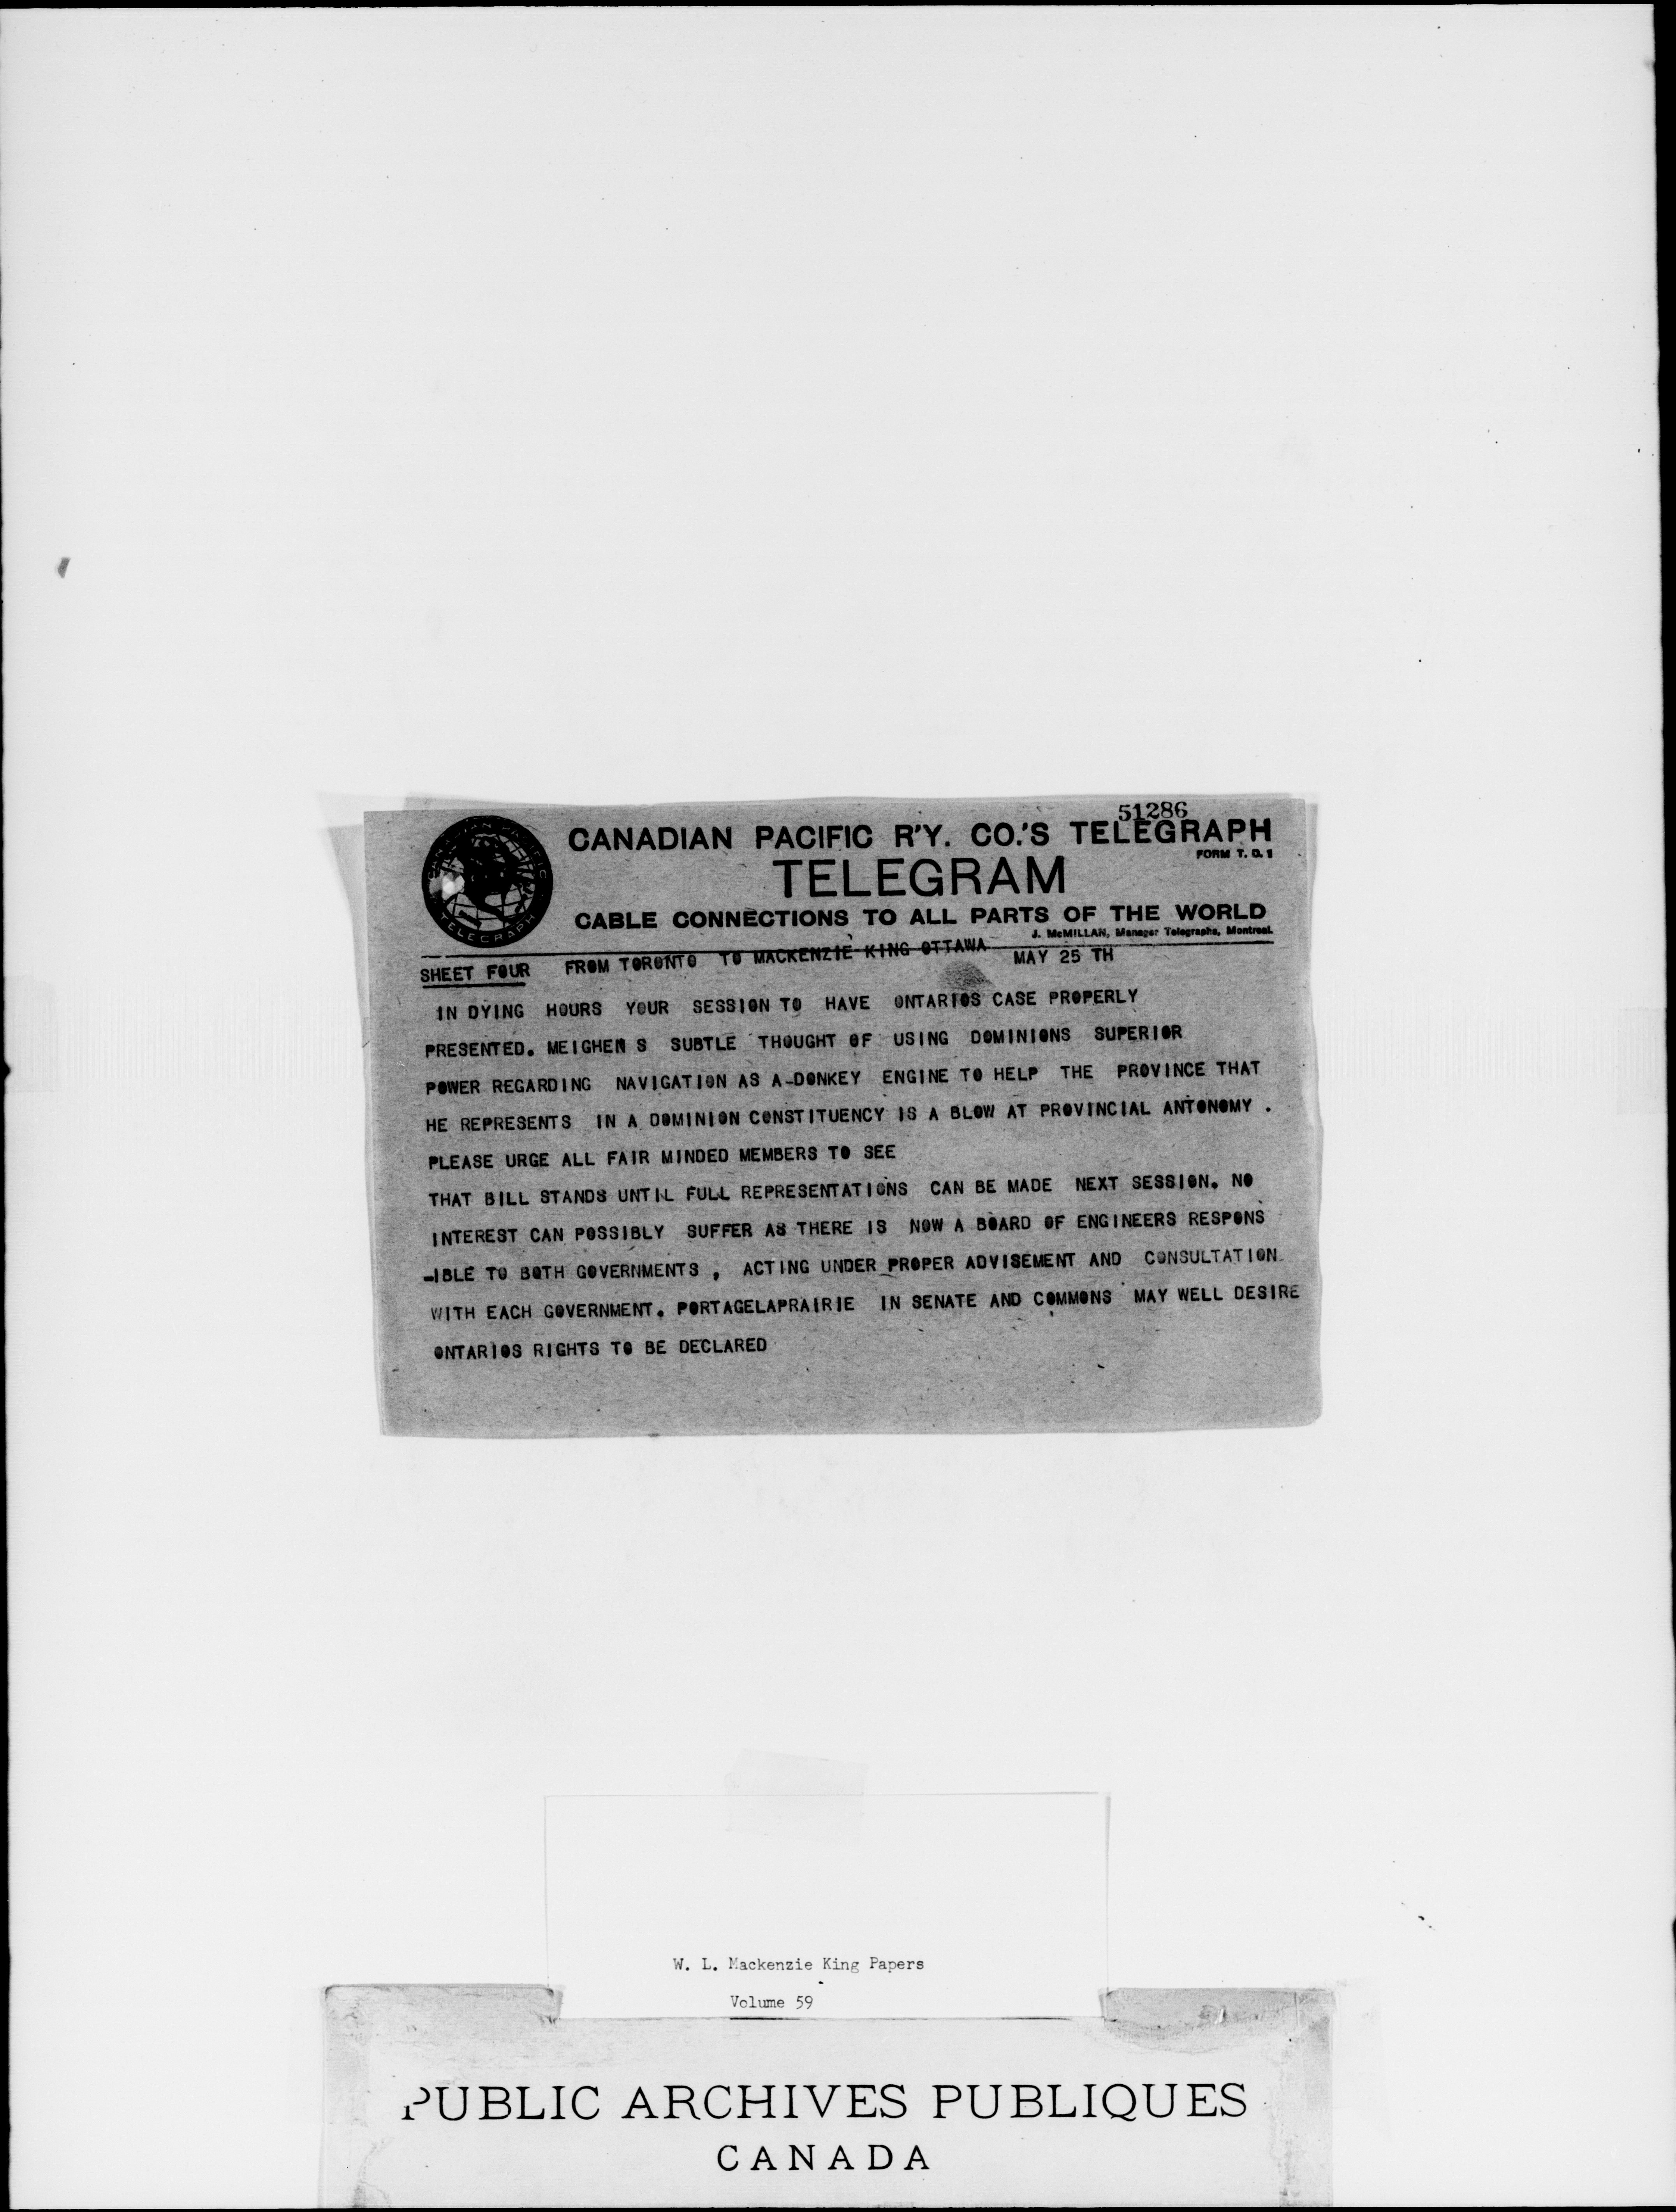 51286
CANADIAN PACIFIC R'Y. CO.'S TELEGRAPH
FORM T. D. 1
TELEGRAM
CABLE CONNECTIONS TO ALL PARTS OF THE WORLD
J. McMILLAN, Manager Telegraphs, Montreal.
TELEGRAPH
SHEET FOUR FROM TORONTO TO MACKENZIE KING OTTAWA MAY 25 TH
IN DYING HOURS YOUR SESSION TO HAVE ONTARIOS CASE PROPERLY
PRESENTED. MEIGHEN S SUBTLE THOUGHT OF USING DOMINIONS SUPERIOR
POWER REGARDING NAVIGATION AS A-DONKEY ENGINE TO HELP THE PROVINCE THAT
HE REPRESENTS IN A DOMINION CONSTITUENCY IS A BLOW AT PROVINCIAL ANTONOMY .
PLEASE URGE ALL FAIR MINDED MEMBERS TO SEE
THAT BILL STANDS UNTIL FULL REPRESENTATIONS CAN BE MADE NEXT SESSION. NO
INTEREST CAN POSSIBLY SUFFER AS THERE IS NOW A BOARD OF ENGINEERS RESPONS
-IBLE TO BOTH GOVERNMENTS , ACTING UNDER PROPER ADVISEMENT AND CONSULTATION
WITH EACH GOVERNMENT. PORTAGELAPRAIRIE IN SENATE AND COMMONS MAY WELL DESIRE
ONTARIOS RIGHTS TO BE DECLARED
W. L. Mackenzie King Papers
Volume 59
PUBLIC ARCHIVES PUBLIQUES
CANADA